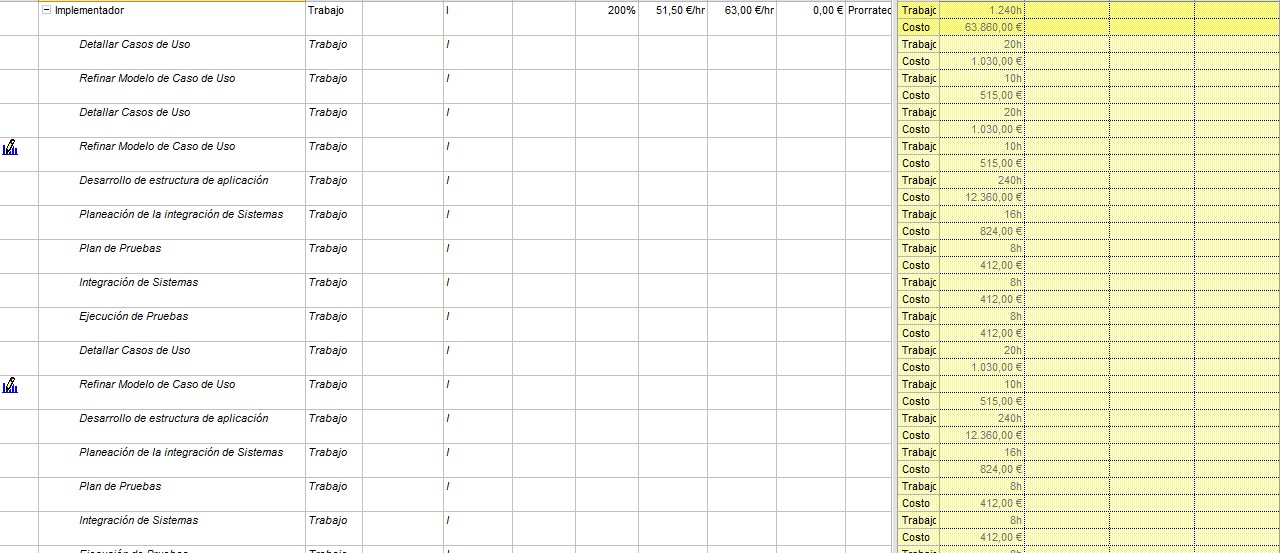 Implementador Trabajo I 200% 51,50 €/hr 63,00 €/hr 0,00 € Prorrateo Trabajo 1.240h
Costo 63.860,00 €
Detallar Casos de Uso Trabajo I Trabajo 20h
Costo 1.030,00 €
Refinar Modelo de Caso de Uso Trabajo I Trabajo 10h
Costo 515,00 €
Detallar Casos de Uso Trabajo I Trabajo 20h
Costo 1.030,00 €
Refinar Modelo de Caso de Uso Trabajo I Trabajo 10h
Costo 515,00 €
Desarrollo de estructura de aplicación Trabajo I Trabajo 240h
Costo 12.360,00 €
Planeación de la integración de Sistemas Trabajo I Trabajo 16h
Costo 824,00 €
Plan de Pruebas Trabajo I Trabajo 8h
Costo 412,00 €
Integración de Sistemas Trabajo I Trabajo 8h
Costo 412,00 €
Ejecución de Pruebas Trabajo I Trabajo 8h
Costo 412,00 €
Detallar Casos de Uso Trabajo I Trabajo 20h
Costo 1.030,00 €
Refinar Modelo de Caso de Uso Trabajo I Trabajo 10h
Costo 515,00 €
Desarrollo de estructura de aplicación Trabajo I Trabajo 240h
Costo 12.360,00 €
Planeación de la integración de Sistemas Trabajo I Trabajo 16h
Costo 824,00 €
Plan de Pruebas Trabajo I Trabajo 8h
Costo 412,00 €
Integración de Sistemas Trabajo I Trabajo 8h
Costo 412,00 €